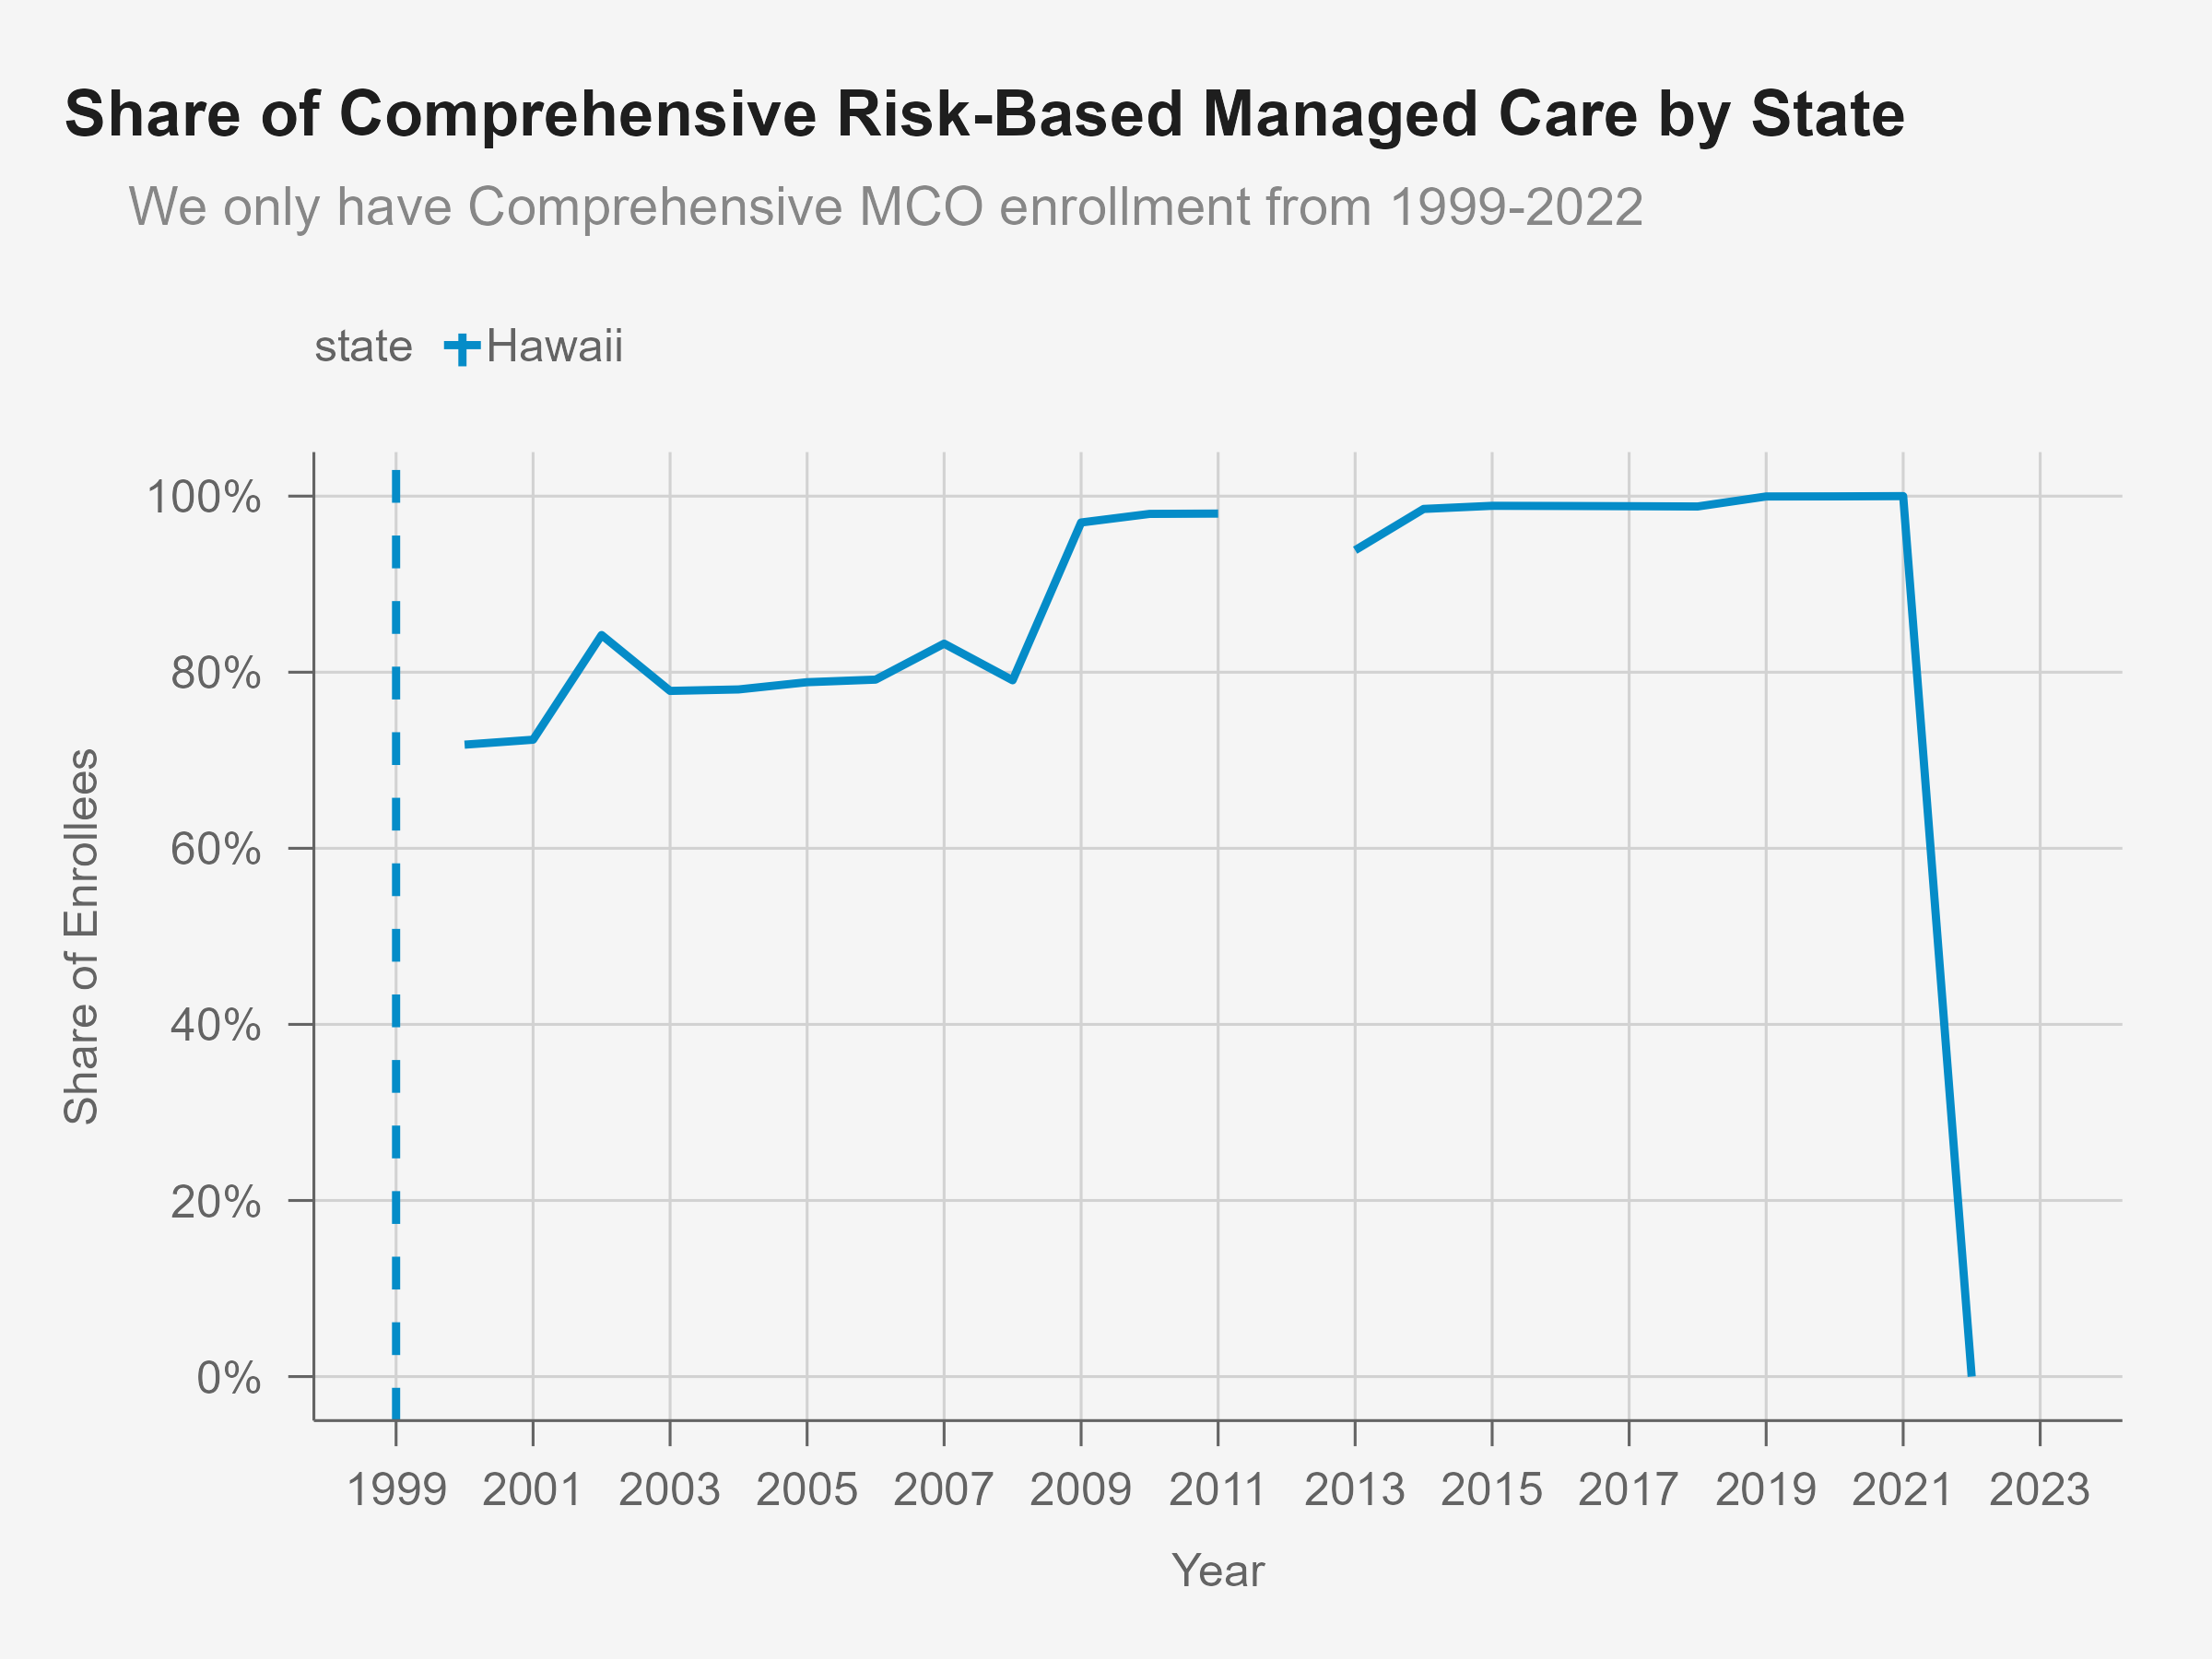 Share of Comprehensive Risk-Based Managed Care by State
We only have Comprehensive MCO enrollment from 1999-2022
state Hawaii
100%
80%
60%
40%
20%
0%
Share of Enrollees
1999 2001 2003 2005 2007 2009 2011 2013 2015 2017 2019 2021 2023
Year